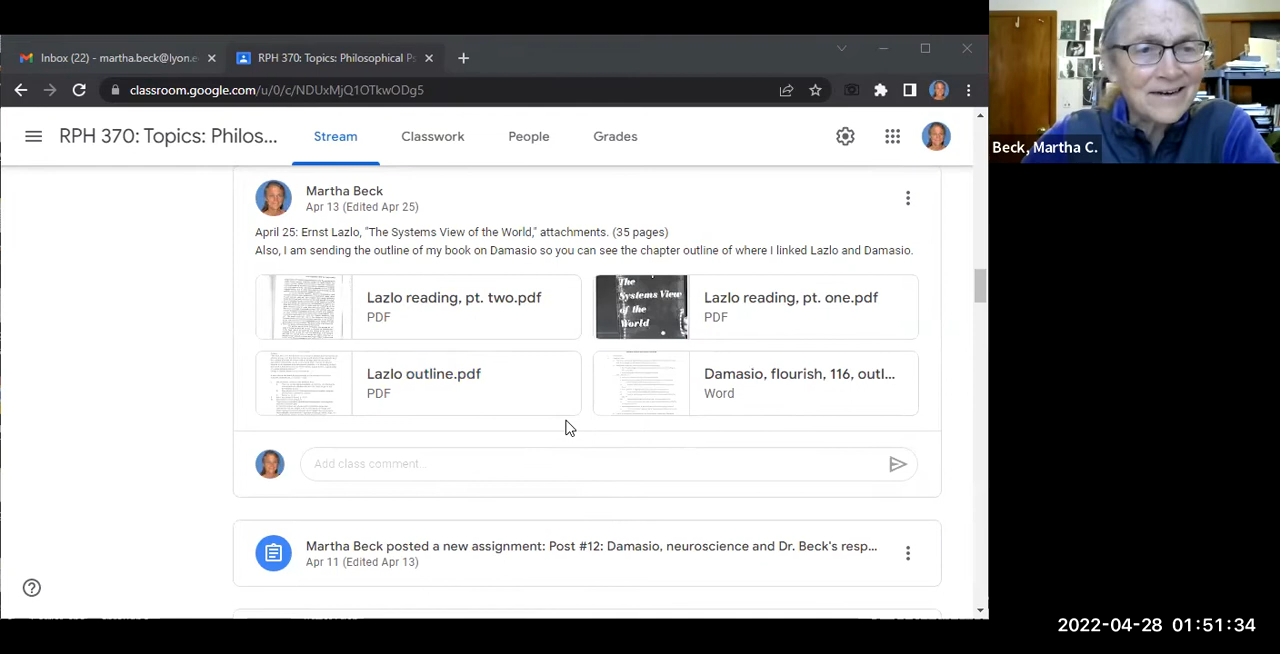 Inbox (22) - martha.beck@lyon.e
RPH 370: Topics: Philosophical Ps
classroom.google.com/u/0/c/NDUxMjQ1OTkwODg5
RPH 370: Topics: Philos...
Stream
Classwork
People
Grades
Beck, Martha C.
Martha Beck
Apr 13 (Edited Apr 25)
April 25: Ernst Lazlo, "The Systems View of the World," attachments. (35 pages)
Also, I am sending the outline of my book on Damasio so you can see the chapter outline of where I linked Lazlo and Damasio.
Lazlo reading, pt. two.pdf
PDF
The
Systems View
of the
World
Lazlo reading, pt. one.pdf
PDF
Lazlo outline.pdf
PDF
Damasio, flourish, 116, outl...
Word
Add class comment...
Martha Beck posted a new assignment: Post #12: Damasio, neuroscience and Dr. Beck's resp...
Apr 11 (Edited Apr 13)
2022-04-28 01:51:34